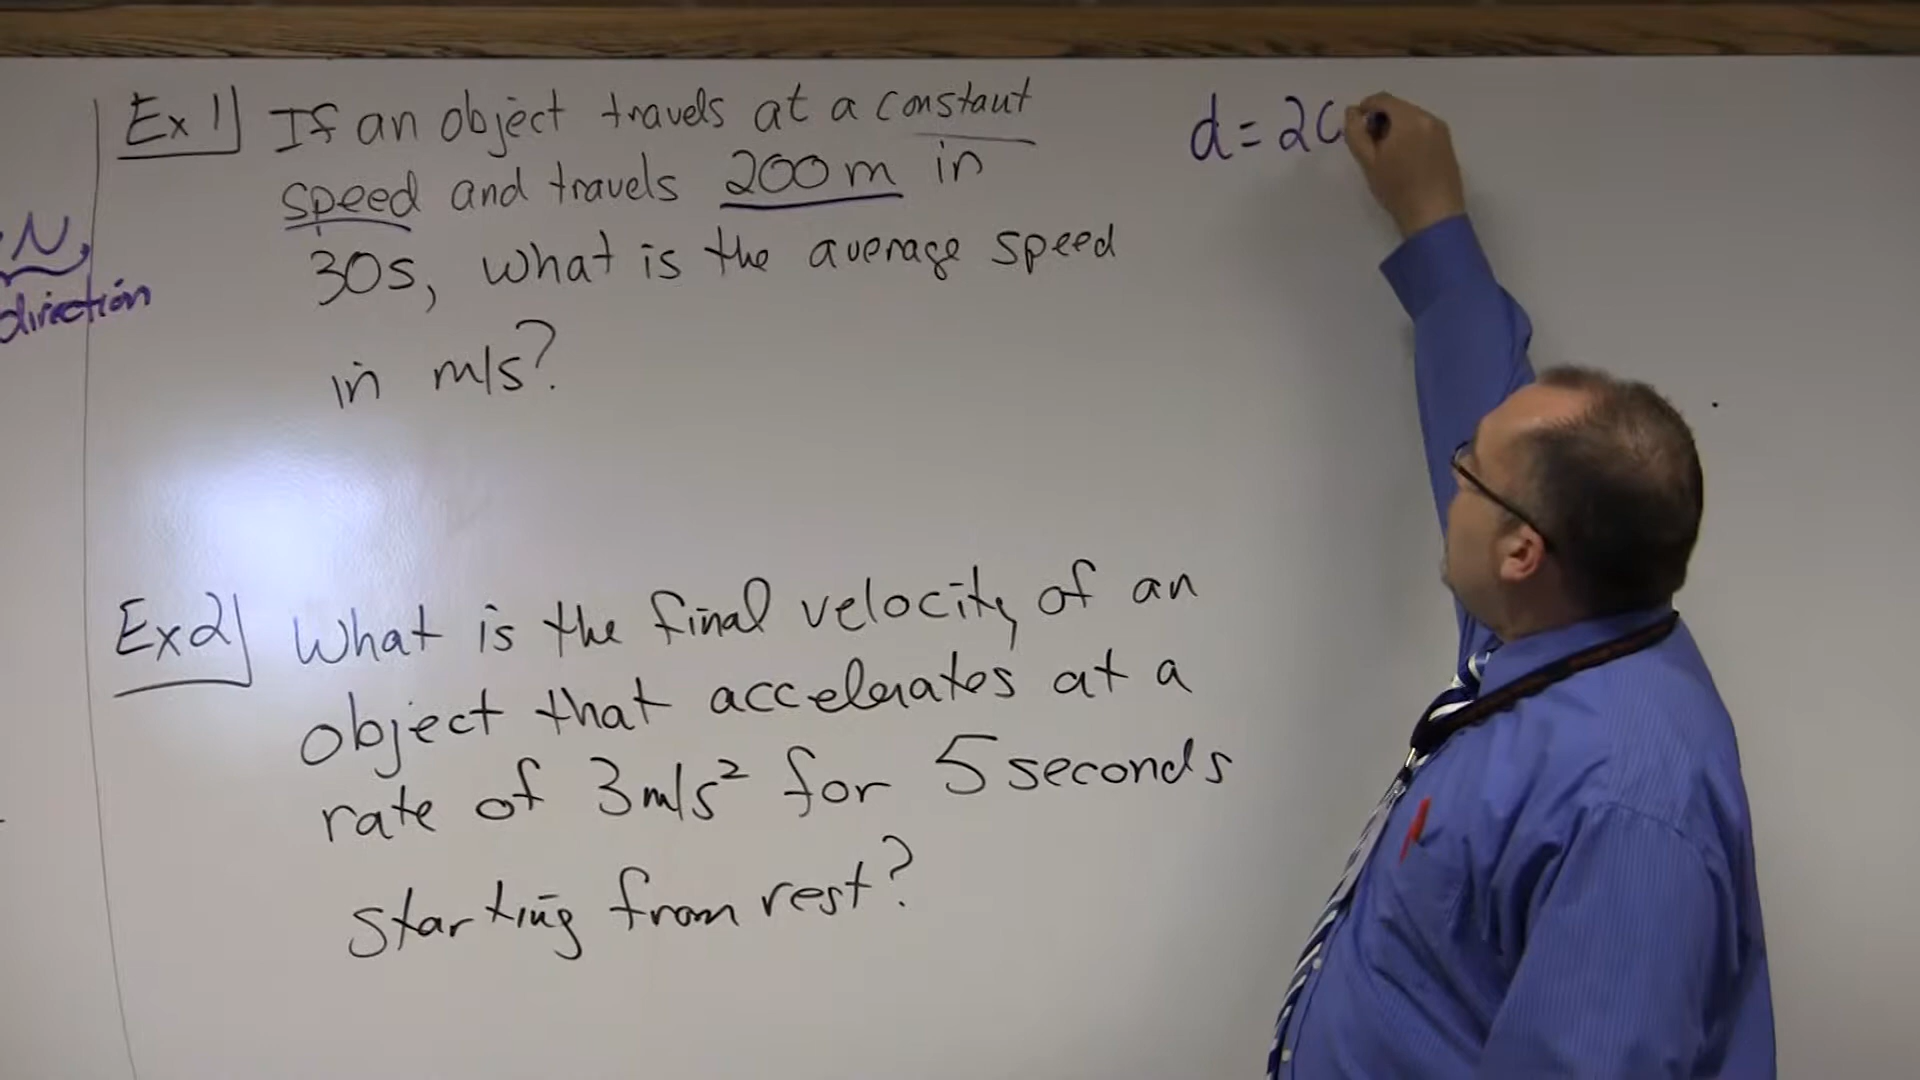 Ex 1) If an object travels at a constant
speed and travels 200 m in
30s, what is the average speed
in m/s?
d = 20
N,
direction
Ex2) What is the final velocity of an
object that accelerates at a
rate of 3 m/s² for 5 seconds
starting from rest?